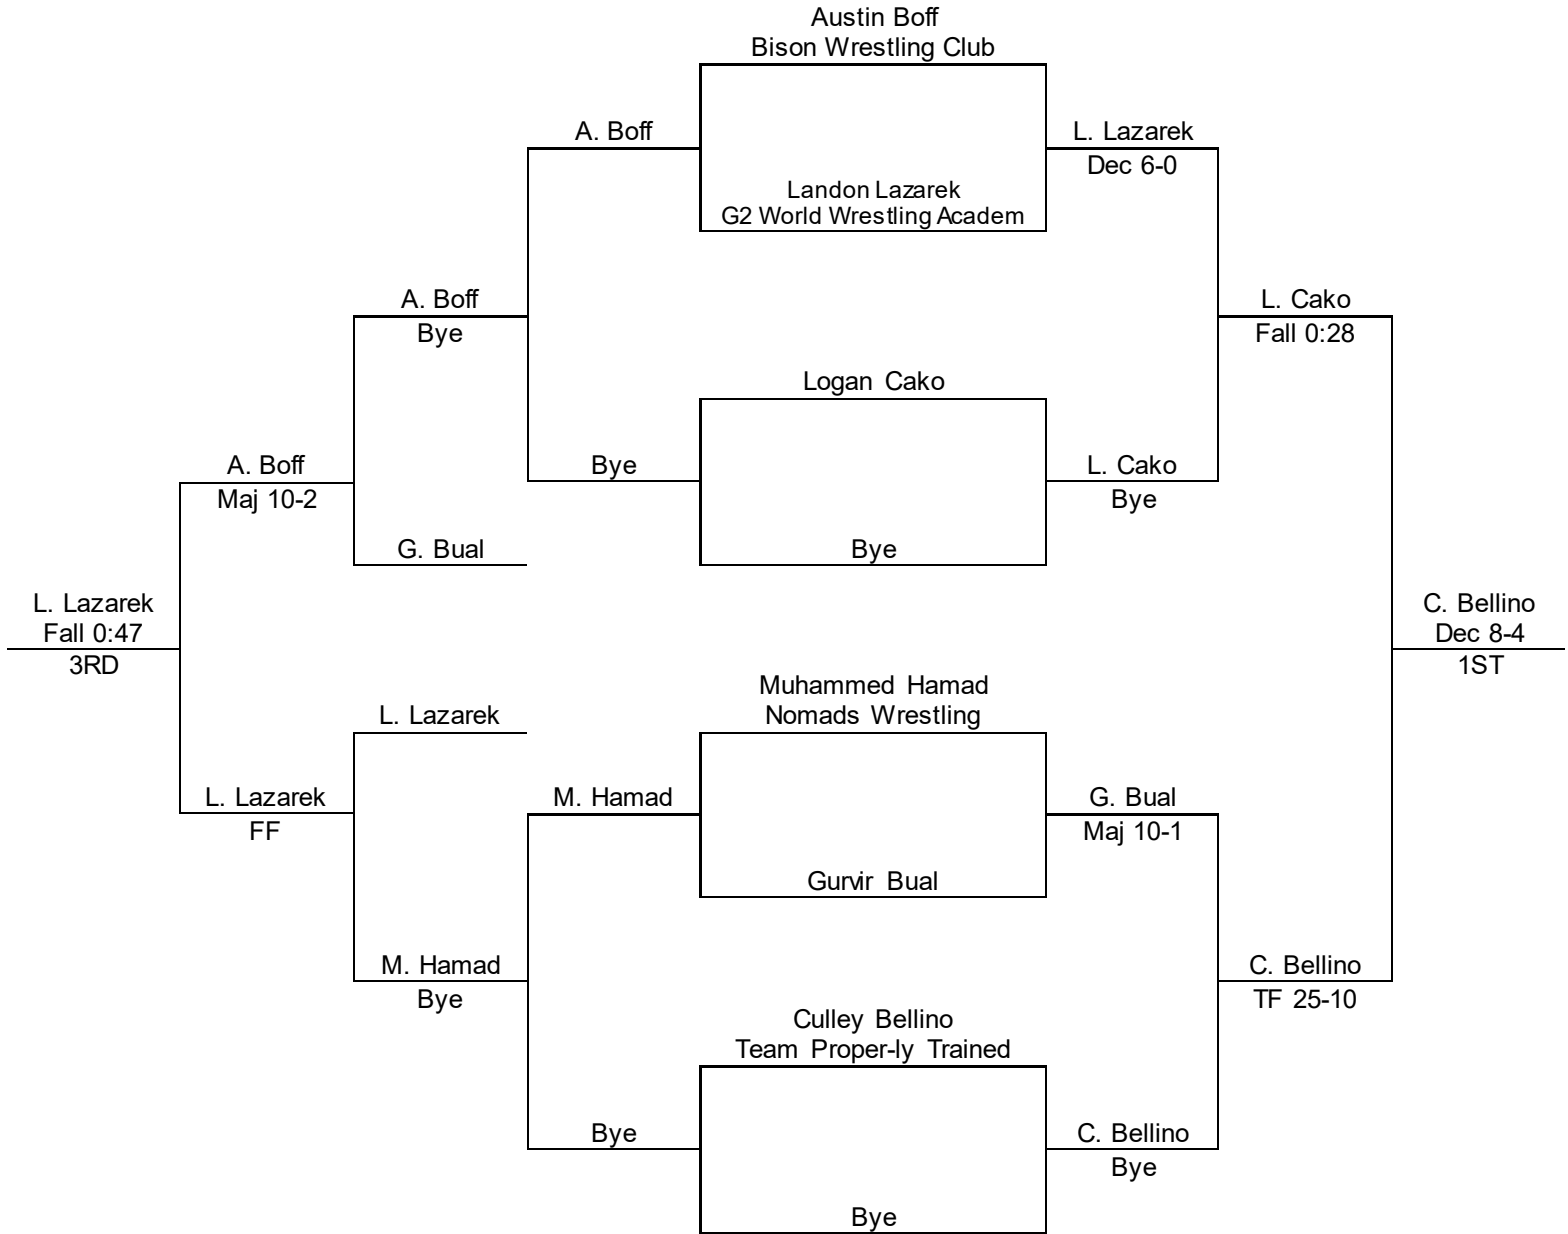 Austin Boff
Bison Wrestling Club
A. Boff
L. Lazarek
Dec 6-0
Landon Lazarek
G2 World Wrestling Academ
A. Boff
Bye
L. Cako
Fall 0:28
Logan Cako
A. Boff
Maj 10-2
Bye
L. Cako
Bye
G. Bual
Bye
L. Lazarek
Fall 0:47
3RD
C. Bellino
Dec 8-4
1ST
Muhammed Hamad
Nomads Wrestling
L. Lazarek
L. Lazarek
FF
M. Hamad
G. Bual
Maj 10-1
Gurvir Bual
M. Hamad
Bye
C. Bellino
TF 25-10
Culley Bellino
Team Proper-ly Trained
Bye
C. Bellino
Bye
Bye